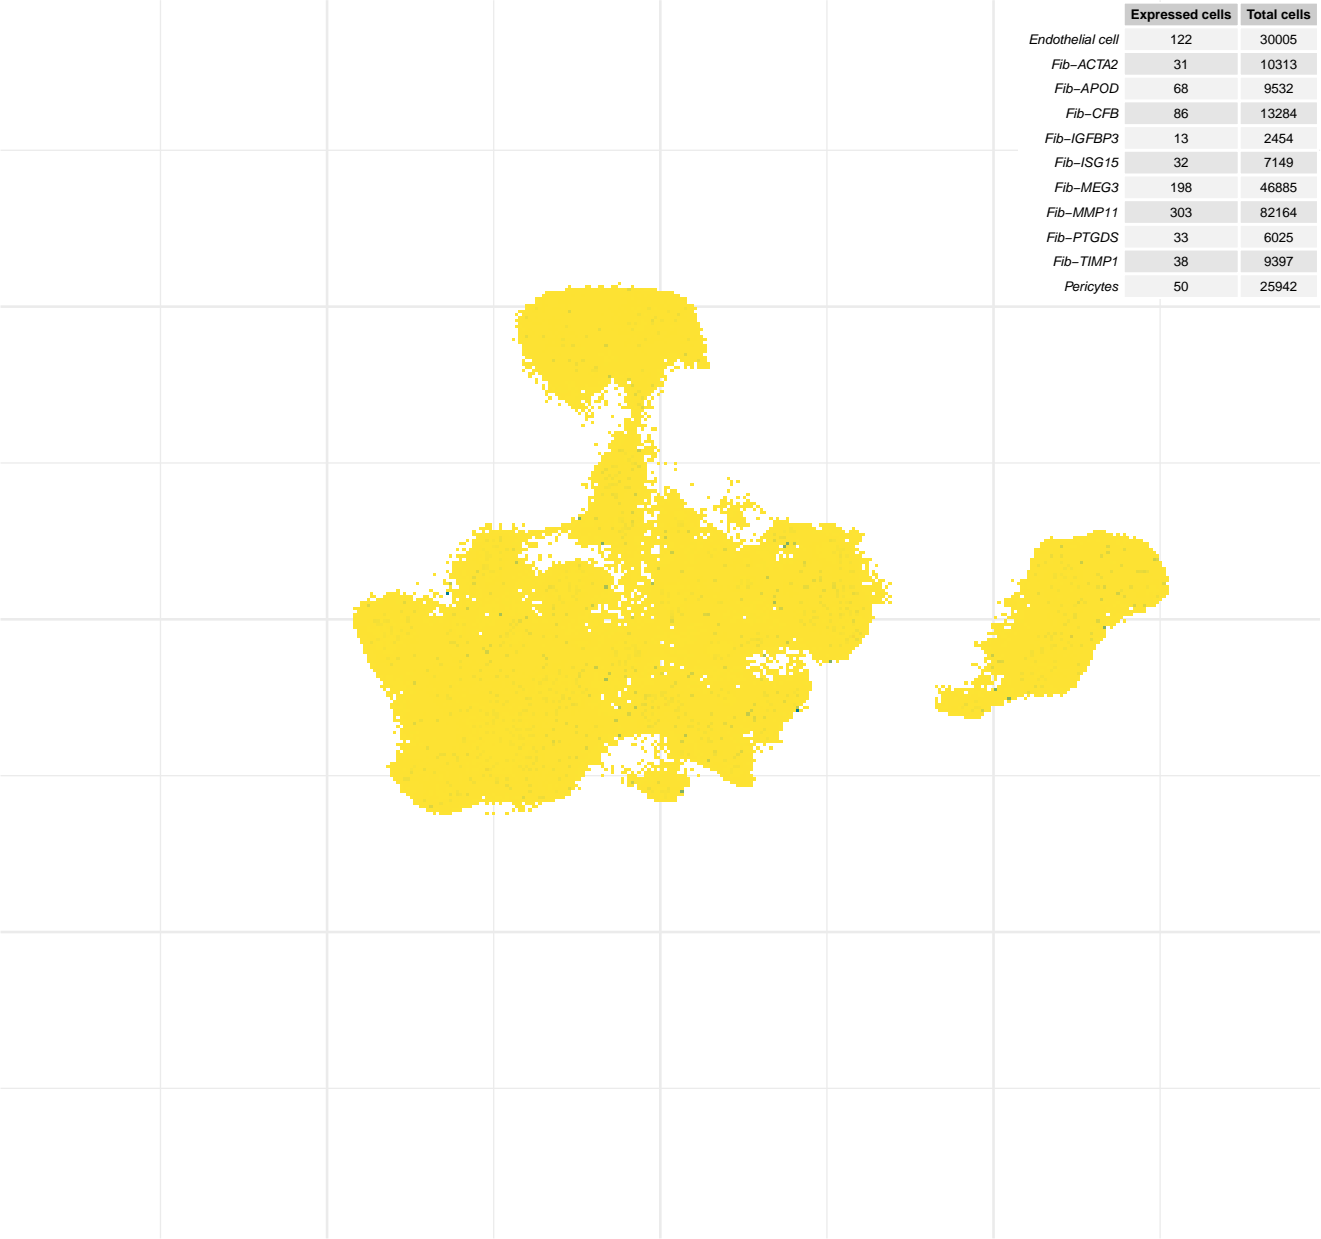 Expressed cells Total cells
Endothelial cell 122 30005
Fib−ACTA2 31 10313
Fib−APOD 68 9532
Fib−CFB 86 13284
Fib−IGFBP3 13 2454
Fib−ISG15 32 7149
Fib−MEG3 198 46885
Fib−MMP11 303 82164
Fib−PTGDS 33 6025
Fib−TIMP1 38 9397
Pericytes 50 25942